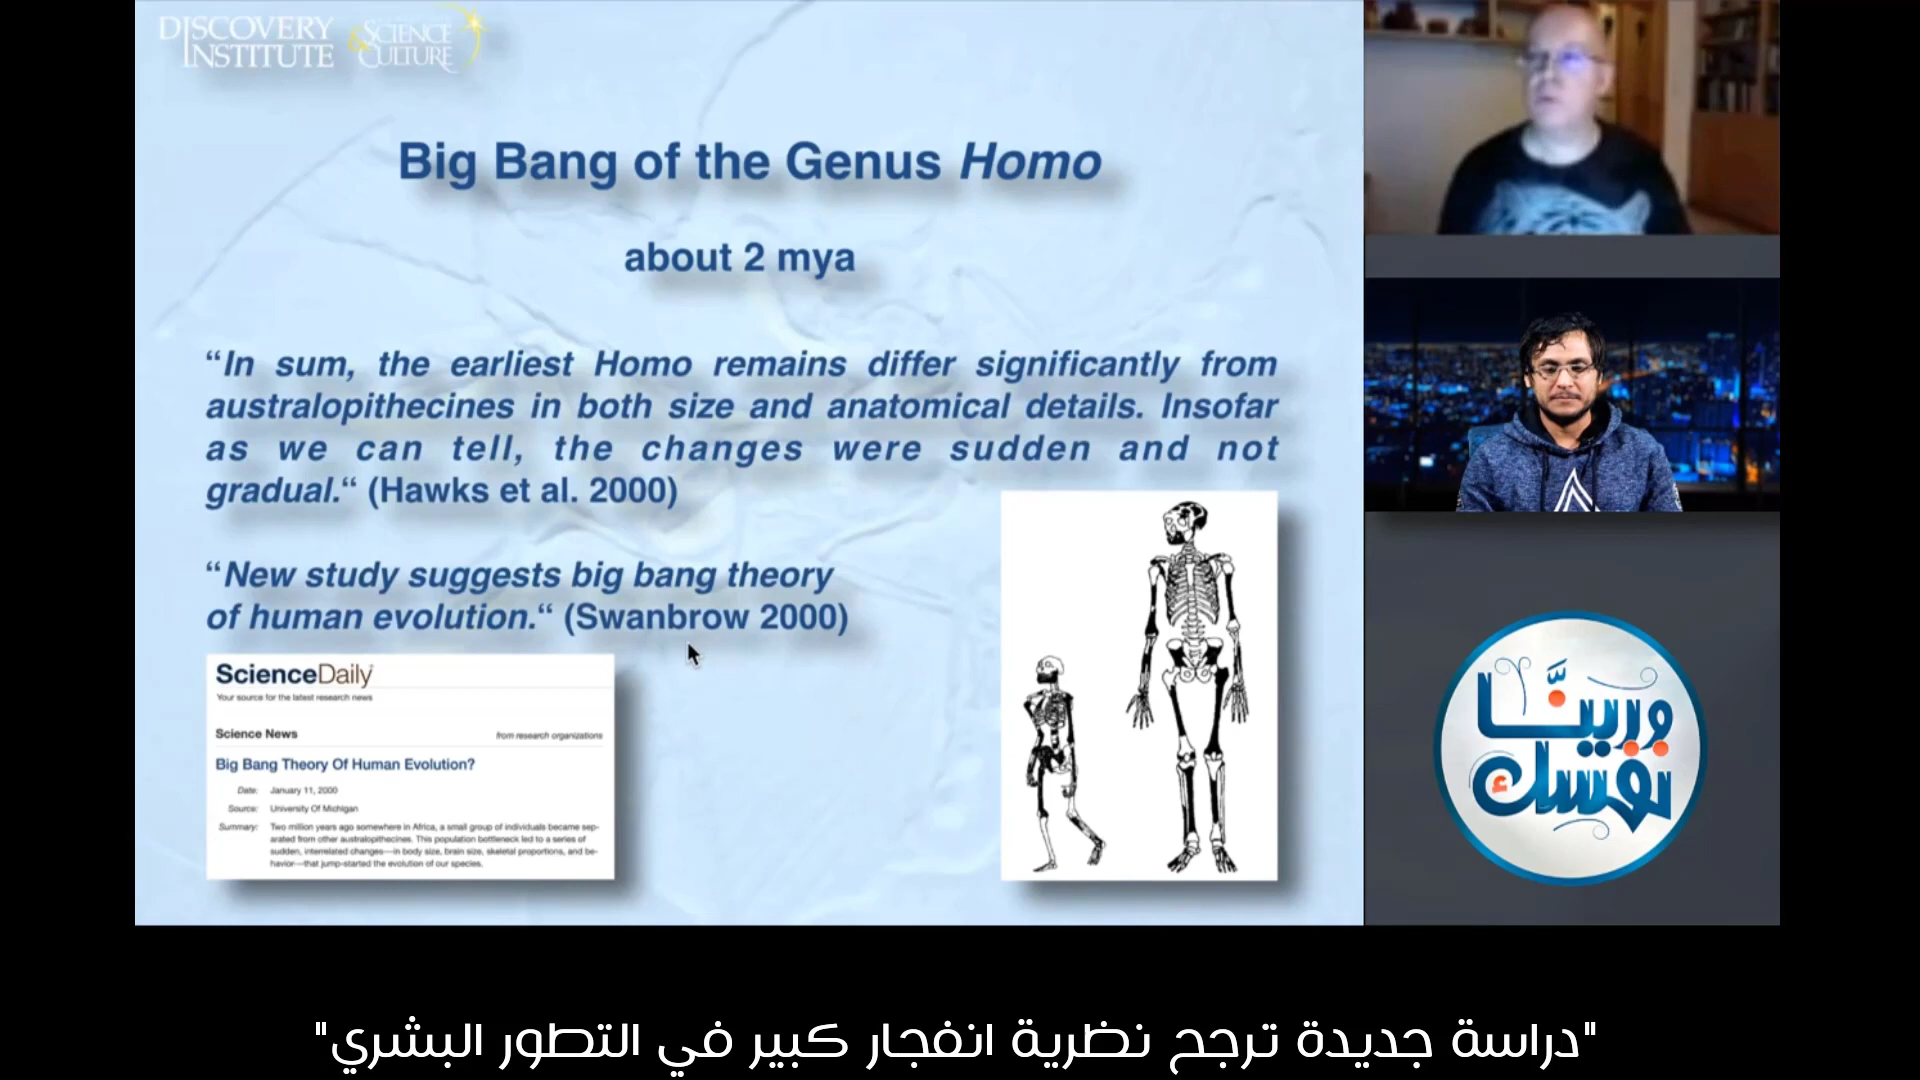 DISCOVERY
INSTITUTE
SCIENCE
& CULTURE
Big Bang of the Genus Homo
about 2 mya
“In sum, the earliest Homo remains differ significantly from
australopithecines in both size and anatomical details. Insofar
as we can tell, the changes were sudden and not
gradual.“ (Hawks et al. 2000)
“New study suggests big bang theory
of human evolution.“ (Swanbrow 2000)
ScienceDaily
Your source for the latest research news
Science News
from research organizations
Big Bang Theory Of Human Evolution?
Date: January 11, 2000
Source: University Of Michigan
Summary: Two million years ago somewhere in Africa, a small group of individuals became sep-
arated from other australopithecines. This population bottleneck led to a series of
sudden, interrelated changes—in body size, brain size, skeletal proportions, and be-
havior—that jump-started the evolution of our species.
ورينا
نفسك
"دراسة جديدة ترجح نظرية انفجار كبير في التطور البشري"